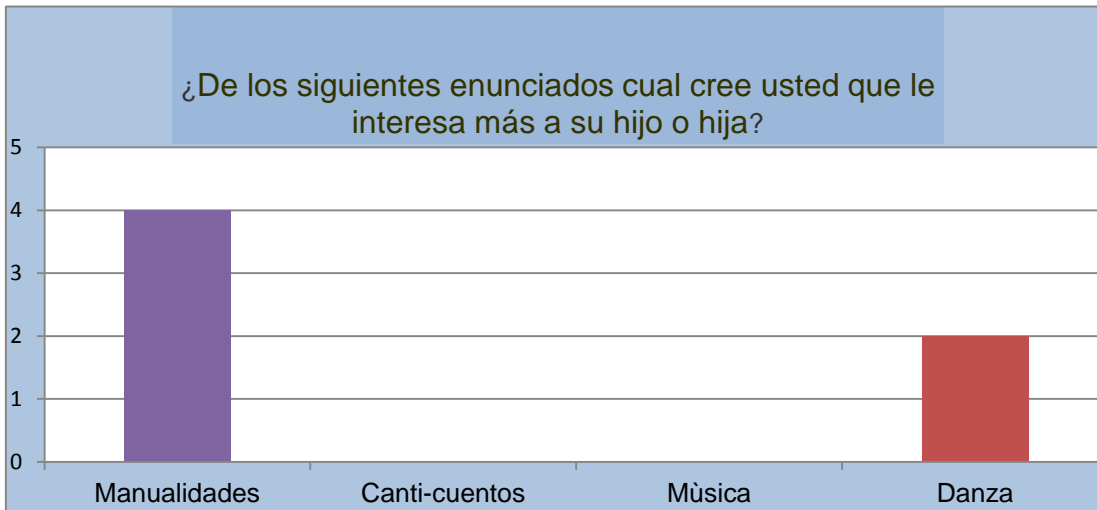 ¿De los siguientes enunciados cual cree usted que le
interesa más a su hijo o hija?
5
4
3
2
1
0
Manualidades Canti-cuentos Mùsica Danza